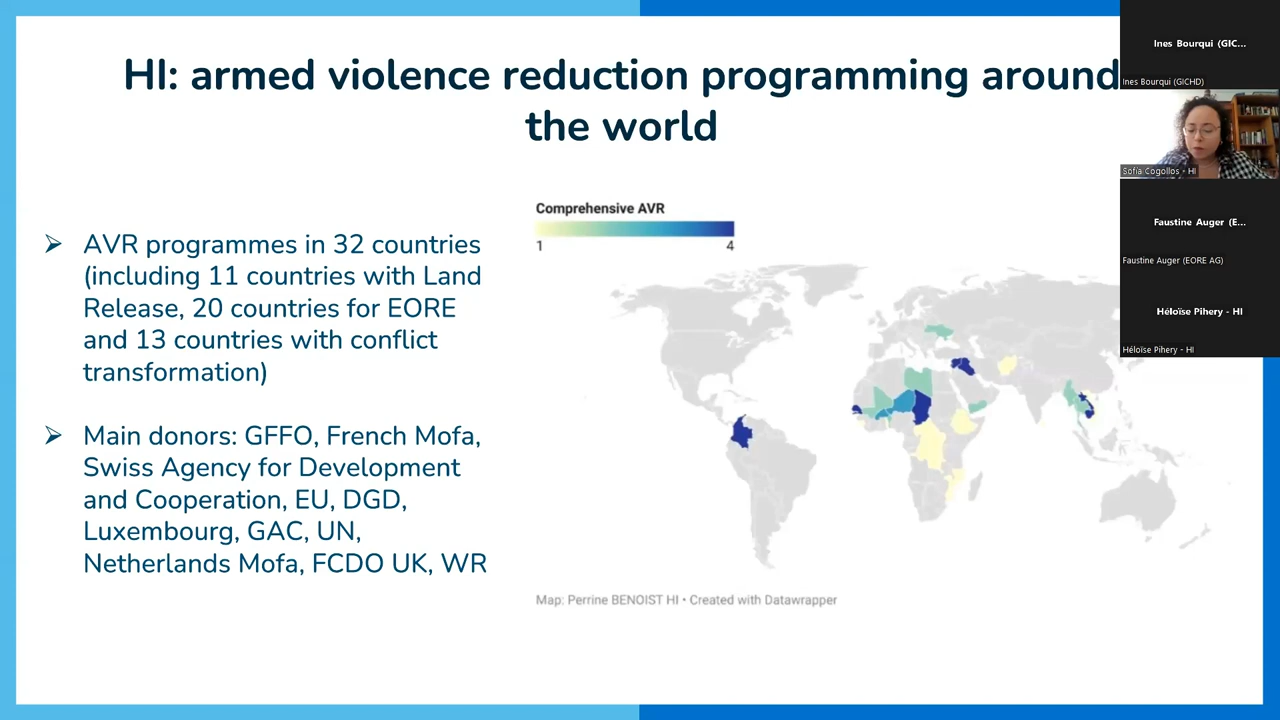 HI: armed violence reduction programming around
the world
➢ AVR programmes in 32 countries
(including 11 countries with Land
Release, 20 countries for EORE
and 13 countries with conflict
transformation)
➢ Main donors: GFFO, French Mofa,
Swiss Agency for Development
and Cooperation, EU, DGD,
Luxembourg, GAC, UN,
Netherlands Mofa, FCDO UK, WR
Comprehensive AVR
1 4
Map: Perrine BENOIST HI • Created with Datawrapper
Ines Bourqui (GIC...
Ines Bourqui (GICHD)
Sofia Cogollos - HI
Faustine Auger (E...
Faustine Auger (EORE AG)
Héloïse Pihery - HI
Héloïse Pihery - HI